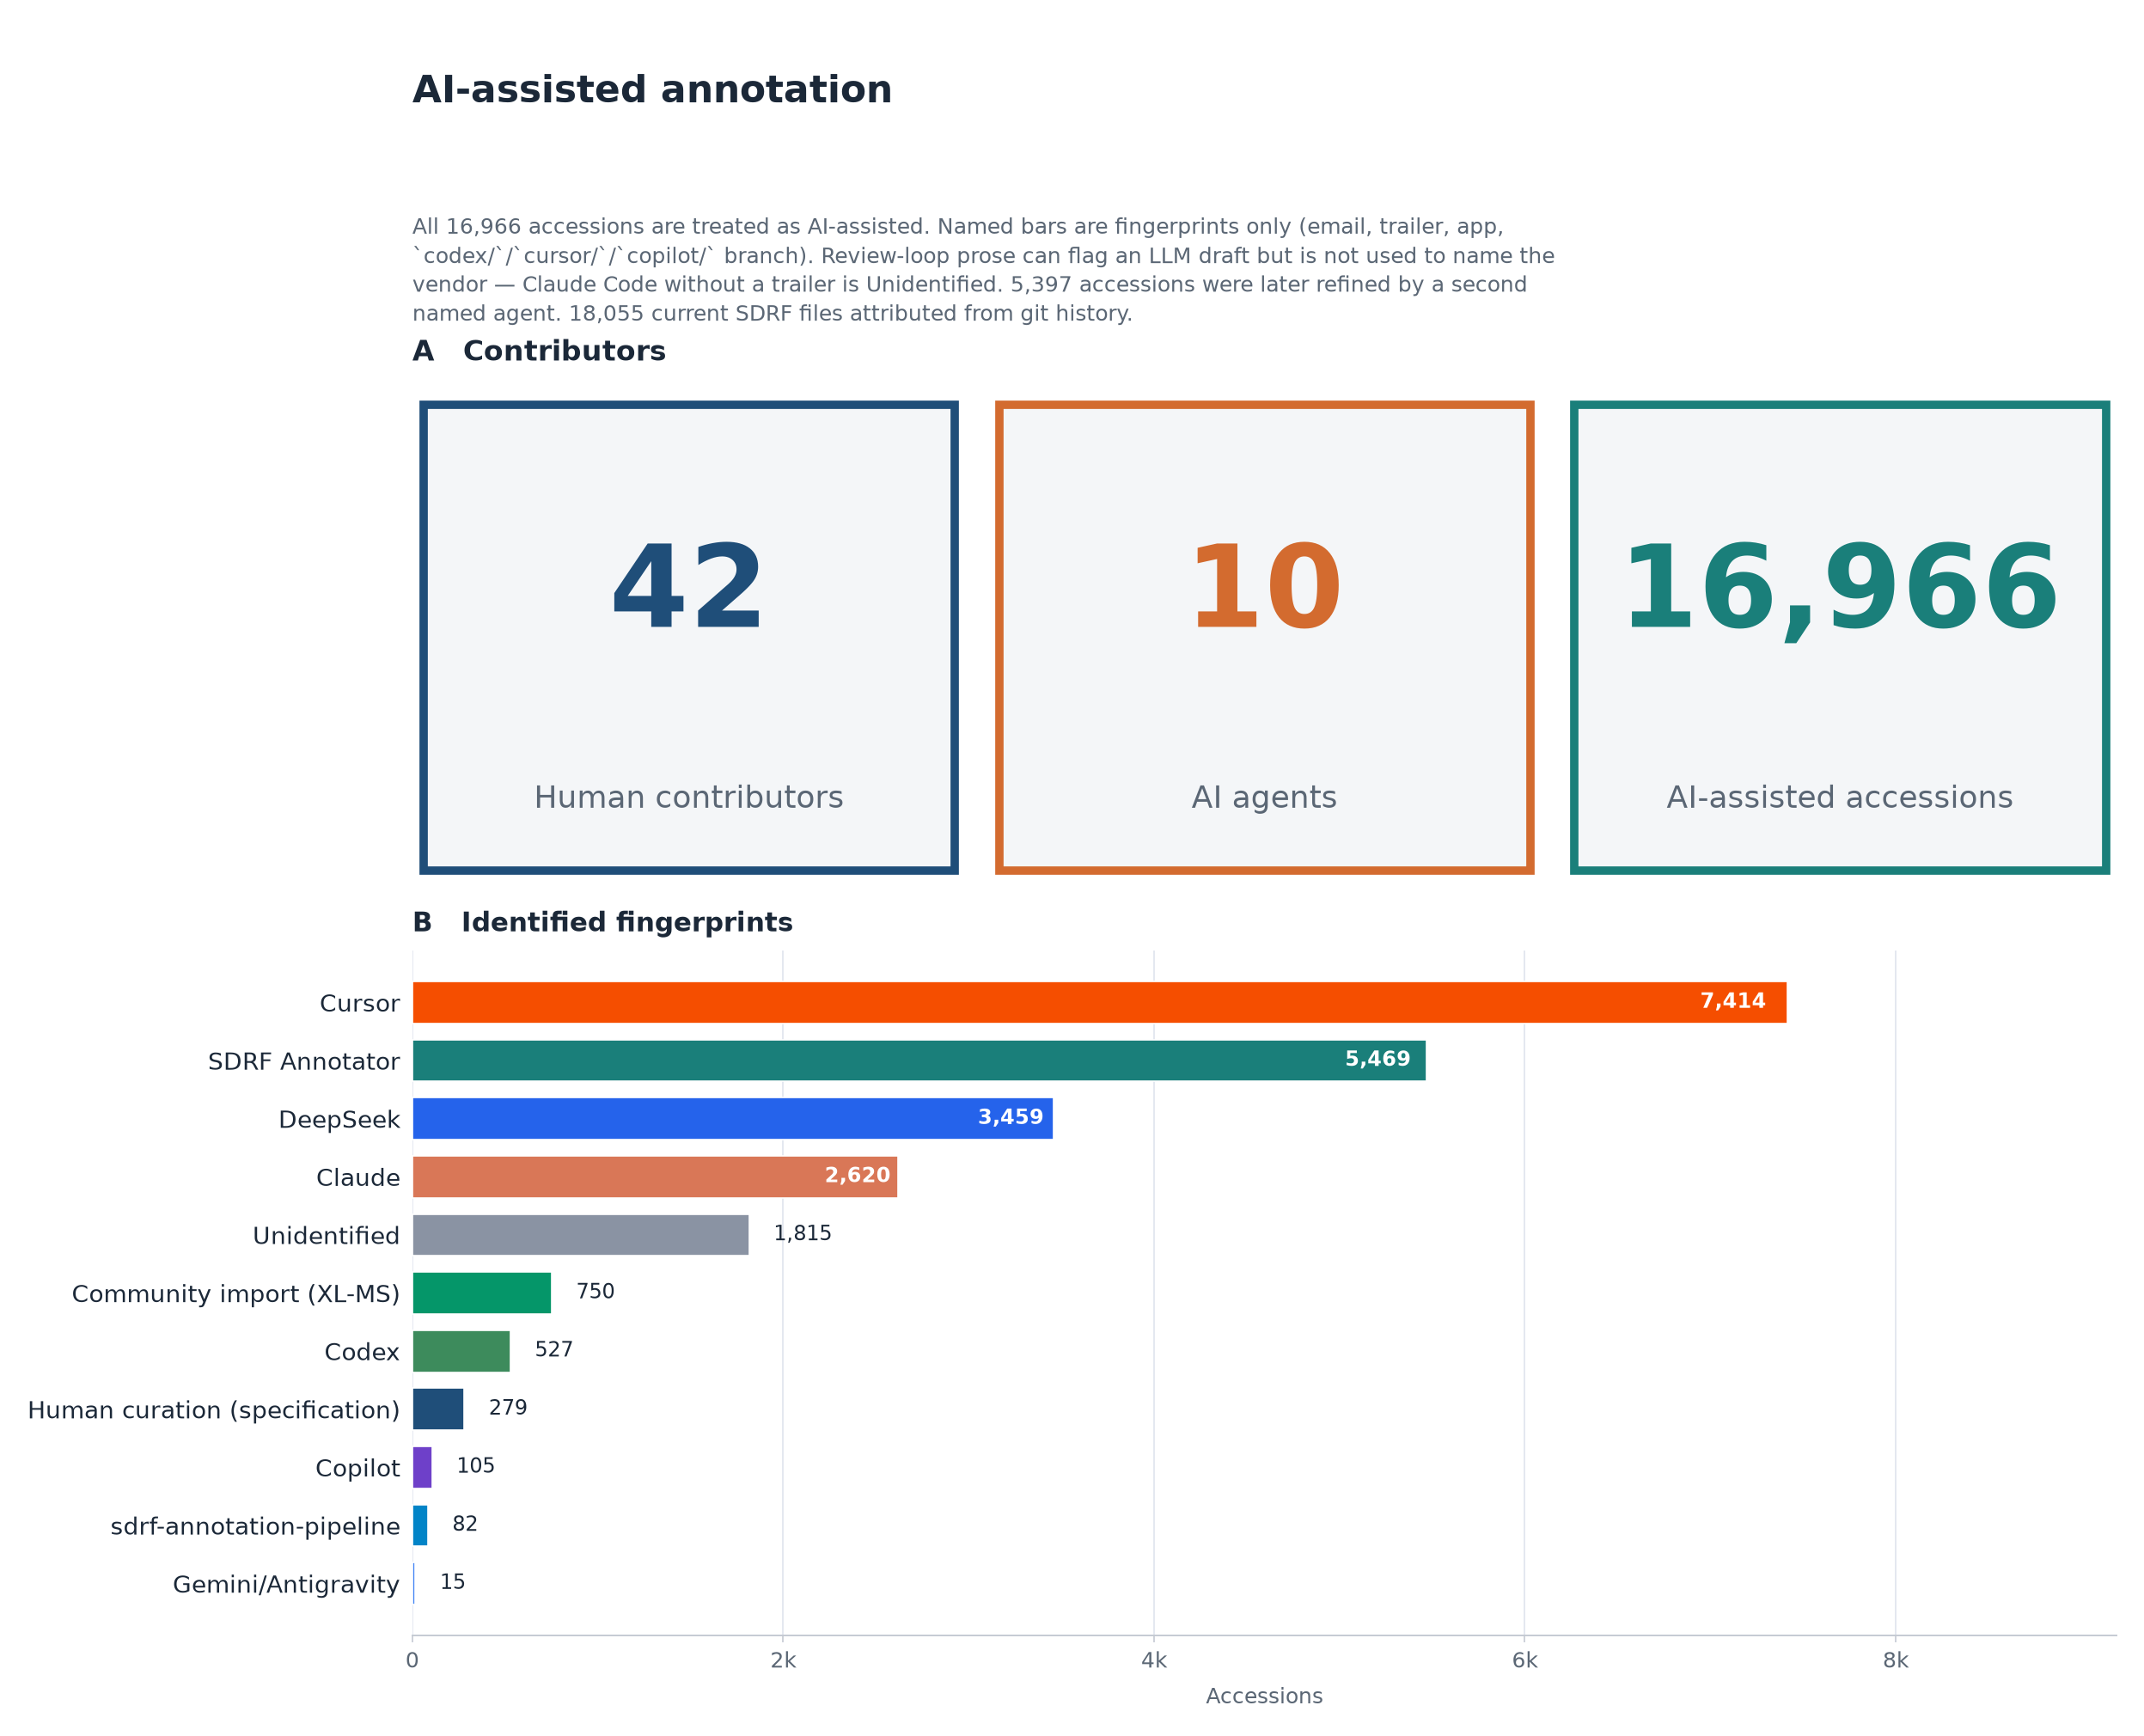 AI-assisted annotation
All 16,966 accessions are treated as AI-assisted. Named bars are fingerprints only (email, trailer, app,
`codex/`/`cursor/`/`copilot/` branch). Review-loop prose can flag an LLM draft but is not used to name the
vendor — Claude Code without a trailer is Unidentified. 5,397 accessions were later refined by a second
named agent. 18,055 current SDRF files attributed from git history.
A Contributors
42
Human contributors
10
AI agents
16,966
AI-assisted accessions
B Identified fingerprints
Cursor 7,414
SDRF Annotator 5,469
DeepSeek 3,459
Claude 2,620
Unidentified 1,815
Community import (XL-MS) 750
Codex 527
Human curation (specification) 279
Copilot 105
sdrf-annotation-pipeline 82
Gemini/Antigravity 15
0 2k 4k 6k 8k
Accessions